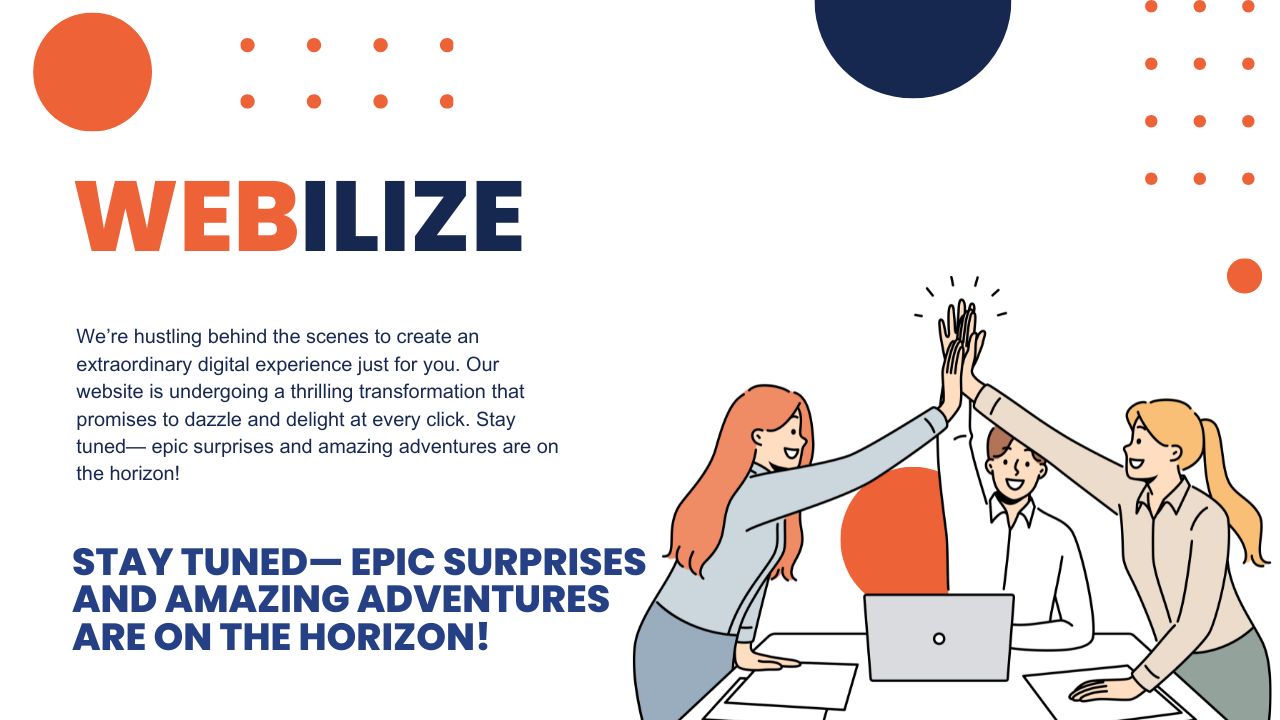 WEBILIZE
We’re hustling behind the scenes to create an
extraordinary digital experience just for you. Our
website is undergoing a thrilling transformation that
promises to dazzle and delight at every click. Stay
tuned— epic surprises and amazing adventures are on
the horizon!
STAY TUNED— EPIC SURPRISES
AND AMAZING ADVENTURES
ARE ON THE HORIZON!